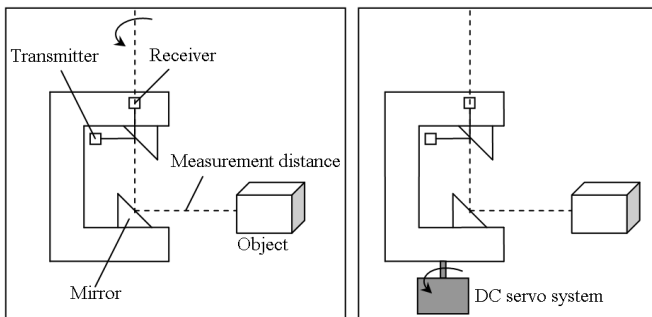 Receiver
Transmitter
Measurement distance
Object
Mirror
DC servo system